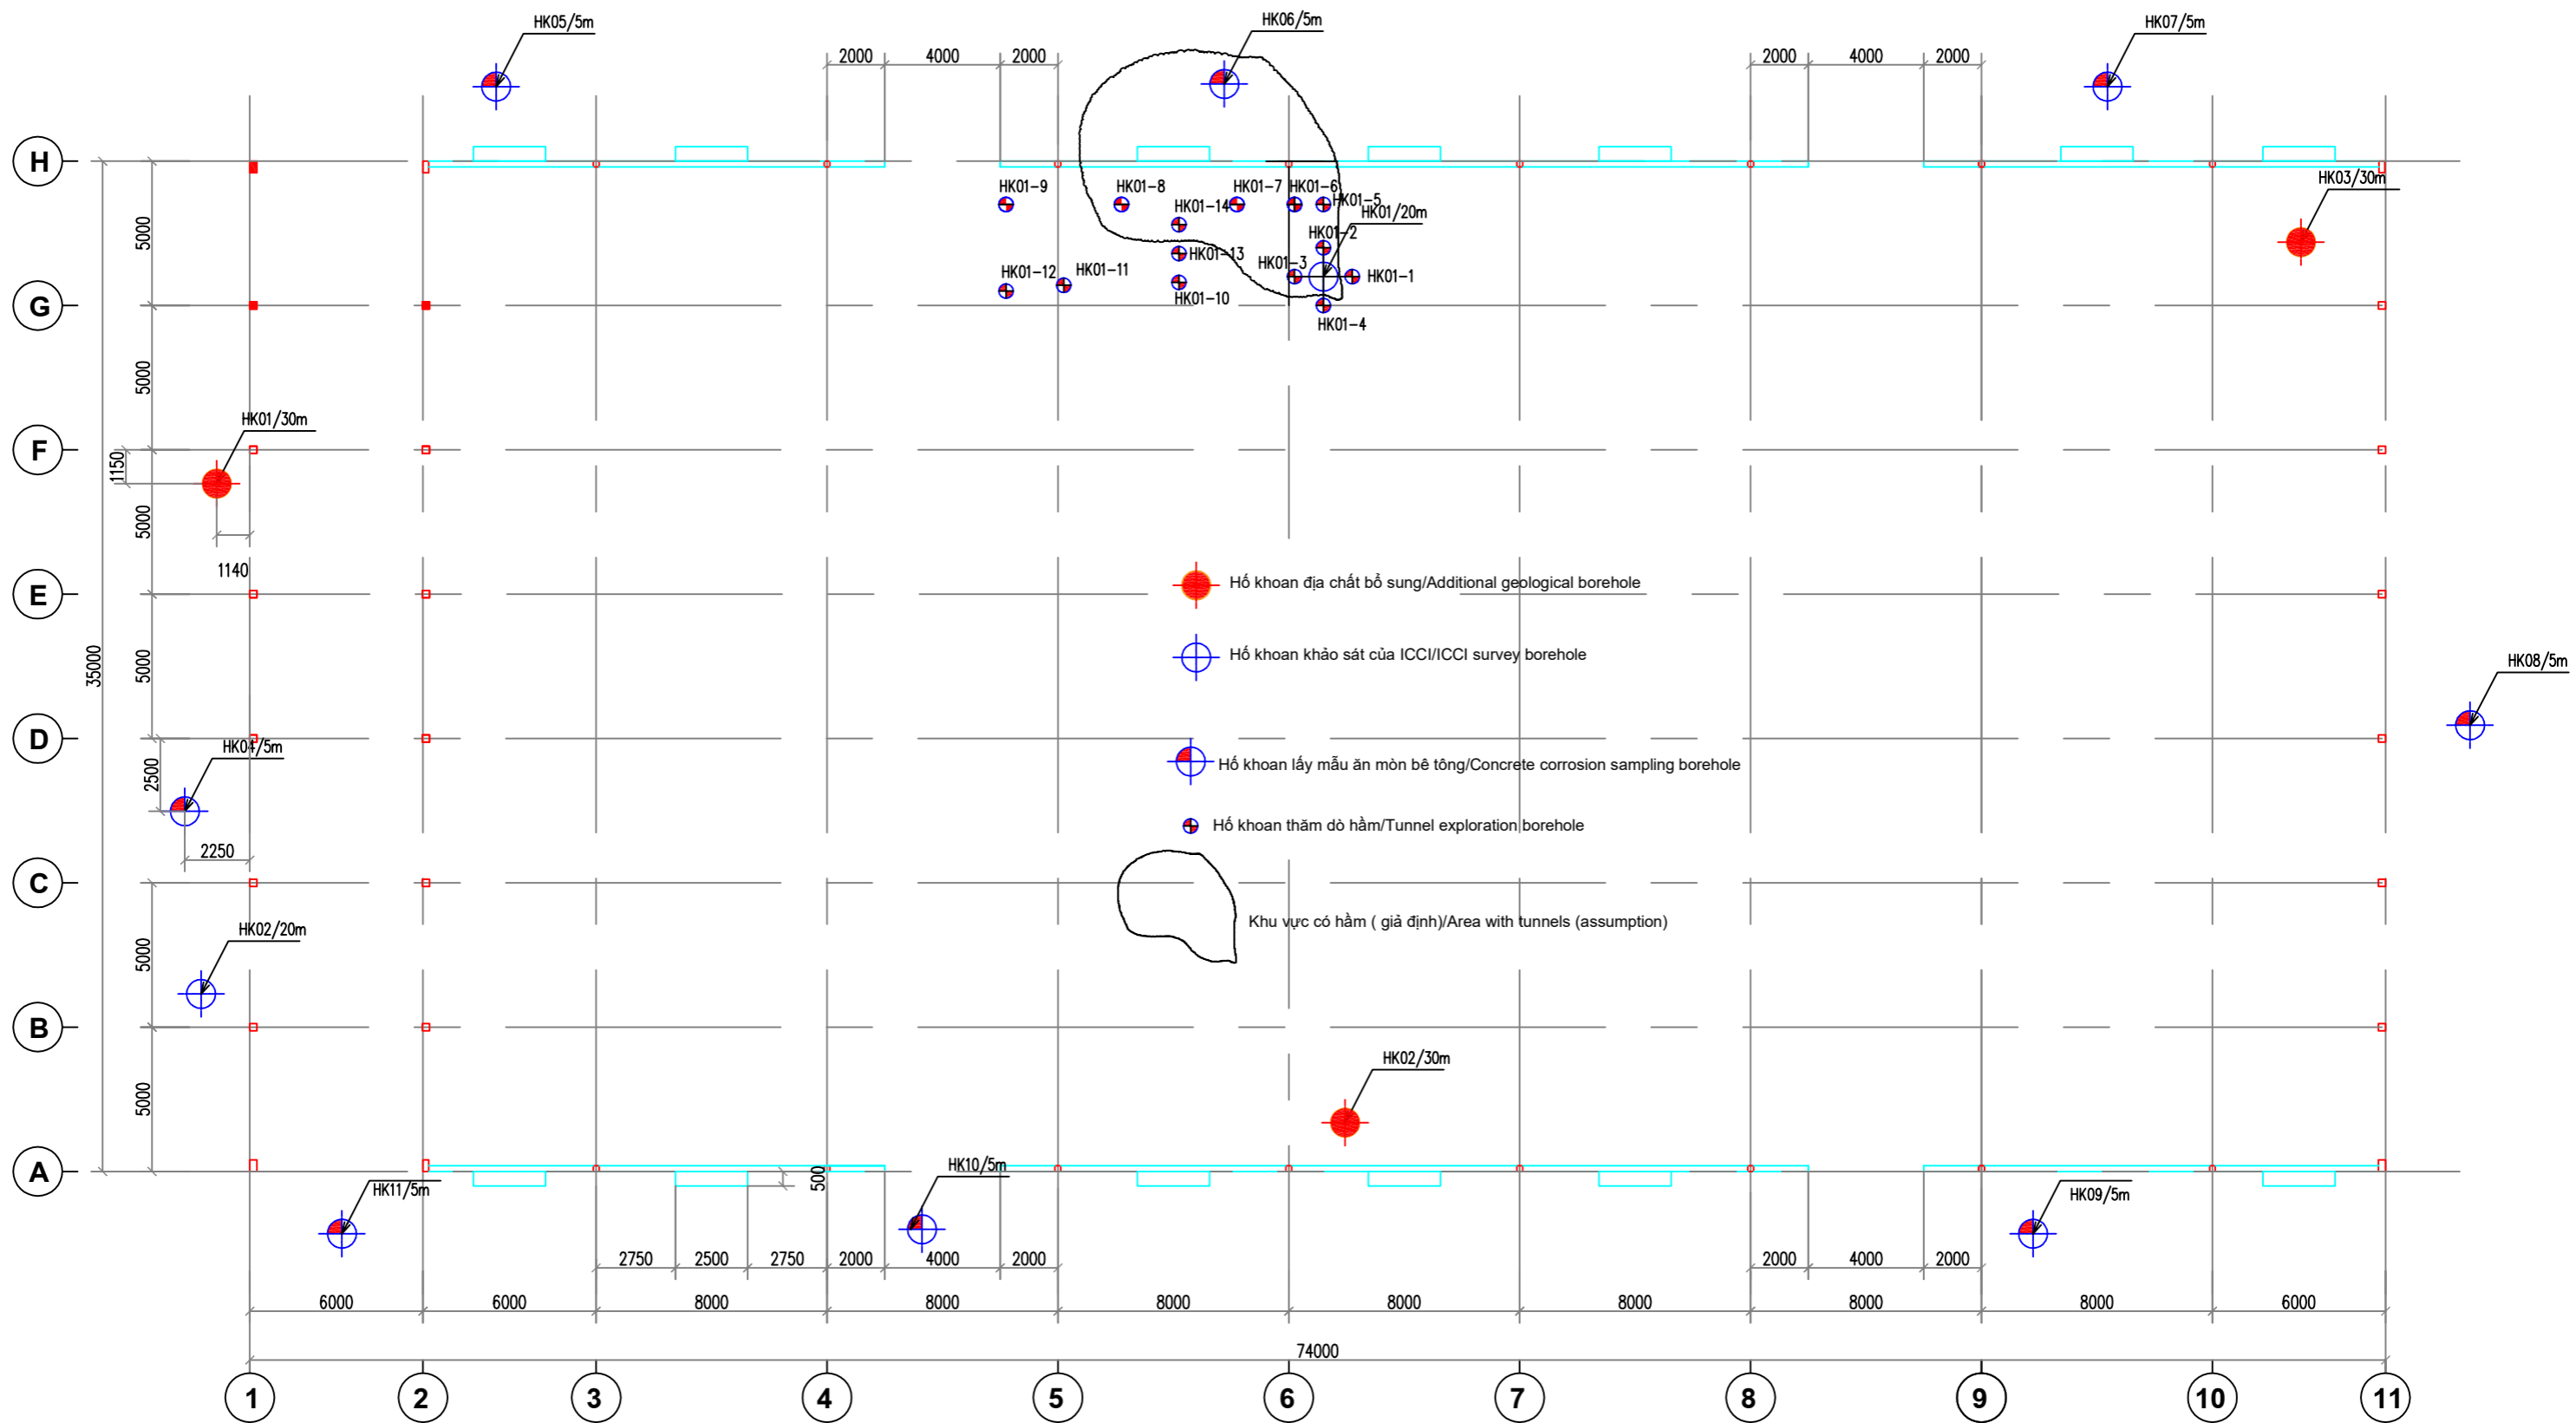 HK05/5m
HK06/5m
HK07/5m
2000
4000
2000
2000
4000
2000
H
HK03/30m
HK01-9
HK01-8
HK01-7
HK01-6
HK01-5
HK01-14
HK01/20m
HK01-2
5000
HK01-13
HK01-12
HK01-11
HK01-3
HK01-1
HK01-10
G
HK01-4
5000
HK01/30m
F
1150
5000
1140
E
Hố khoan địa chất bổ sung/Additional geological borehole
Hố khoan khảo sát của ICCI/ICCI survey borehole
35000
5000
HK08/5m
D
HK04/5m
2500
Hố khoan lấy mẫu ăn mòn bê tông/Concrete corrosion sampling borehole
Hố khoan thăm dò hầm/Tunnel exploration borehole
2250
C
Khu vực có hầm ( giả định)/Area with tunnels (assumption)
HK02/20m
5000
B
HK02/30m
5000
A
HK11/5m
500
HK10/5m
HK09/5m
2750
2500
2750
2000
4000
2000
2000
4000
2000
6000
6000
8000
8000
8000
8000
8000
8000
8000
6000
74000
1
2
3
4
5
6
7
8
9
10
11